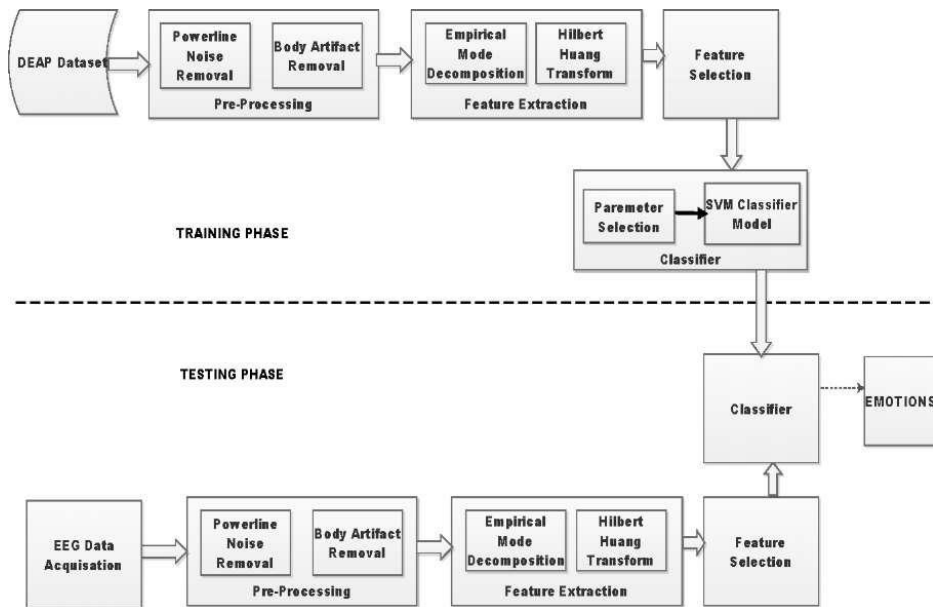 DEAP Dataset
Powerline
Noise
Removal
Body Artifact
Removal
Pre-Processing
Empirical
Mode
Decomposition
Hilbert
Huang
Transform
Feature Extraction
Feature
Selection
Paremeter
Selection
SVM Classifier
Model
Classifier
TRAINING PHASE
TESTING PHASE
Classifier
EMOTIONS
EEG Data
Acquisation
Powerline
Noise
Removal
Body Artifact
Removal
Pre-Processing
Empirical
Mode
Decomposition
Hilbert
Huang
Transform
Feature Extraction
Feature
Selection